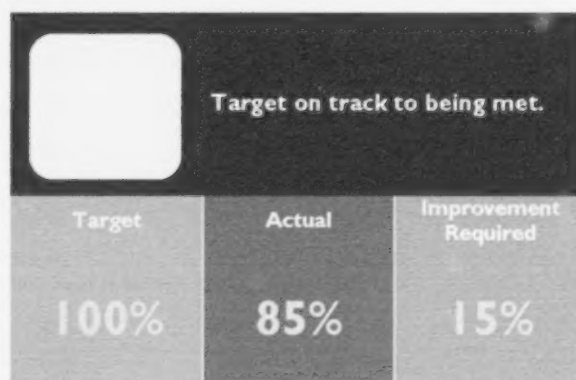 Target on track to being met.
Target
Actual
Improvement
Required
100%
85%
15%